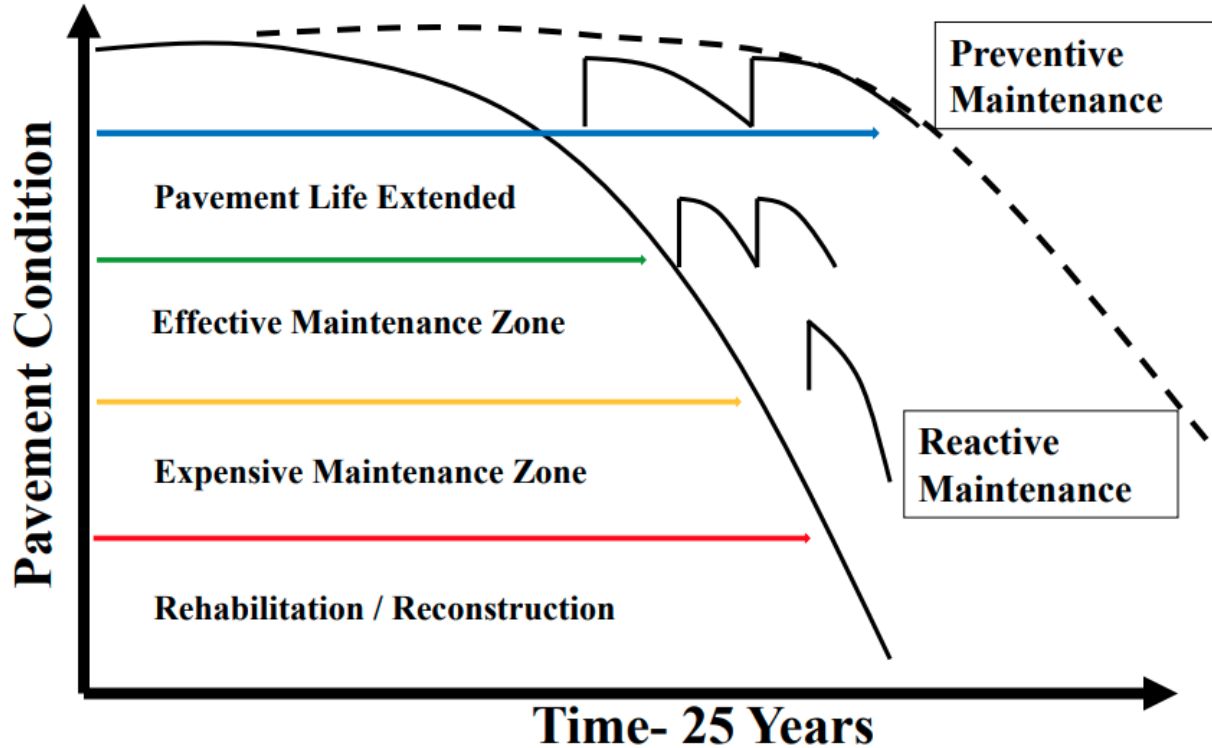 Pavement Condition
Preventive
Maintenance
Pavement Life Extended
Effective Maintenance Zone
Reactive
Maintenance
Expensive Maintenance Zone
Rehabilitation / Reconstruction
Time- 25 Years